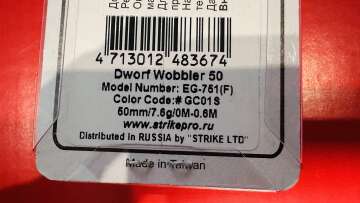 4 713012 483674
Dworf Wobbler 50
Model Number: EG-751(F)
Color Code:# GC01S
50mm/7.6g/0M-0.6M
www.strikepro.ru
Distributed in RUSSIA by "STRIKE LTD"
Made in Taiwan